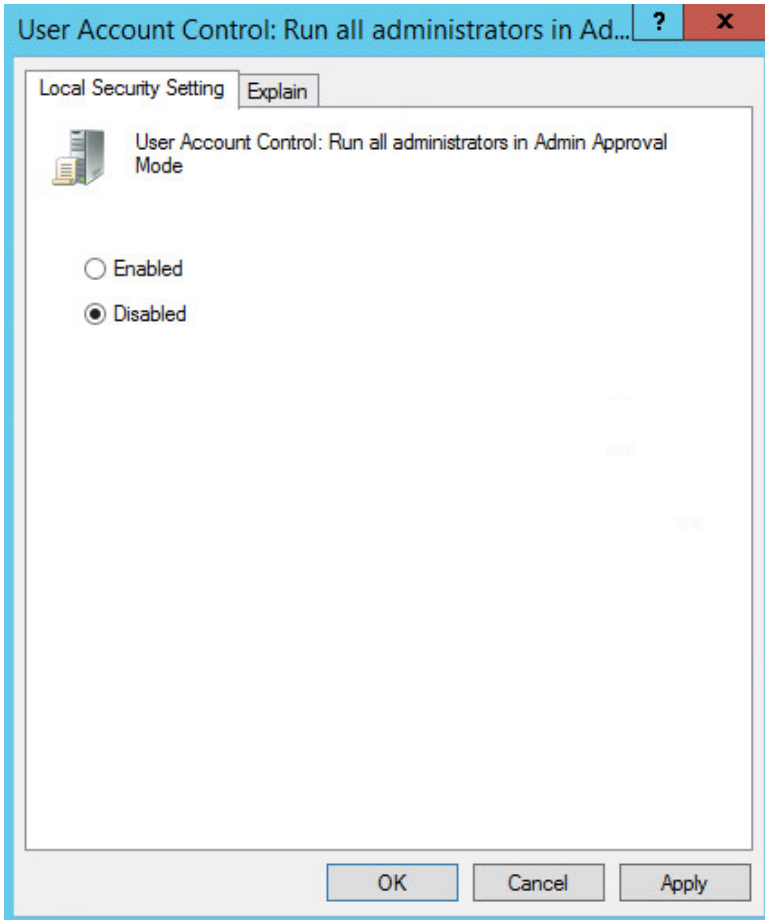 User Account Control: Run all administrators in Ad...
?
x
Local Security Setting
Explain
User Account Control: Run all administrators in Admin Approval
Mode
Enabled
Disabled
OK
Cancel
Apply